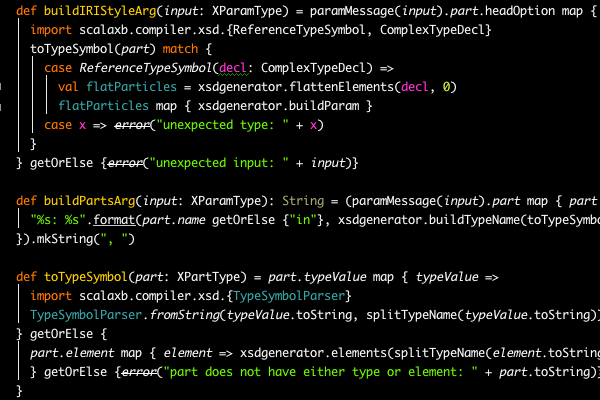 def buildIRIStyleArg(input: XParamType) = paramMessage(input).part.headOption map {
import scalaxb.compiler.xsd.{ReferenceTypeSymbol, ComplexTypeDecl}
toTypeSymbol(part) match {
case ReferenceTypeSymbol(decl: ComplexTypeDecl) =>
val flatParticles = xsdgenerator.flattenElements(decl, 0)
flatParticles map { xsdgenerator.buildParam }
case x => error("unexpected type: " + x)
}
} getOrElse {error("unexpected input: " + input)}
def buildPartsArg(input: XParamType): String = (paramMessage(input).part map { part
"%s: %s".format(part.name getOrElse {"in"}, xsdgenerator.buildTypeName(toTypeSymbo
}).mkString(", ")
def toTypeSymbol(part: XPartType) = part.typeValue map { typeValue =>
import scalaxb.compiler.xsd.{TypeSymbolParser}
TypeSymbolParser.fromString(typeValue.toString, splitTypeName(typeValue.toString))
} getOrElse {
part.element map { element => xsdgenerator.elements(splitTypeName(element.toString
} getOrElse {error("part does not have either type or element: " + part.toString)}
}